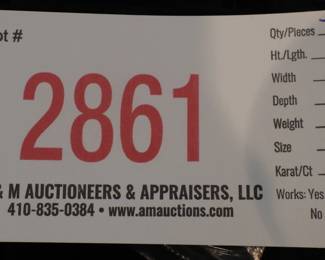 ot #
2861
& M AUCTIONEERS & APPRAISERS, LLC
410-835-0384 • www.amauctions.com
Qty/Pieces
Ht./Lgth.
Width
Depth
Weight
Size
Karat/Ct
Works: Yes
No